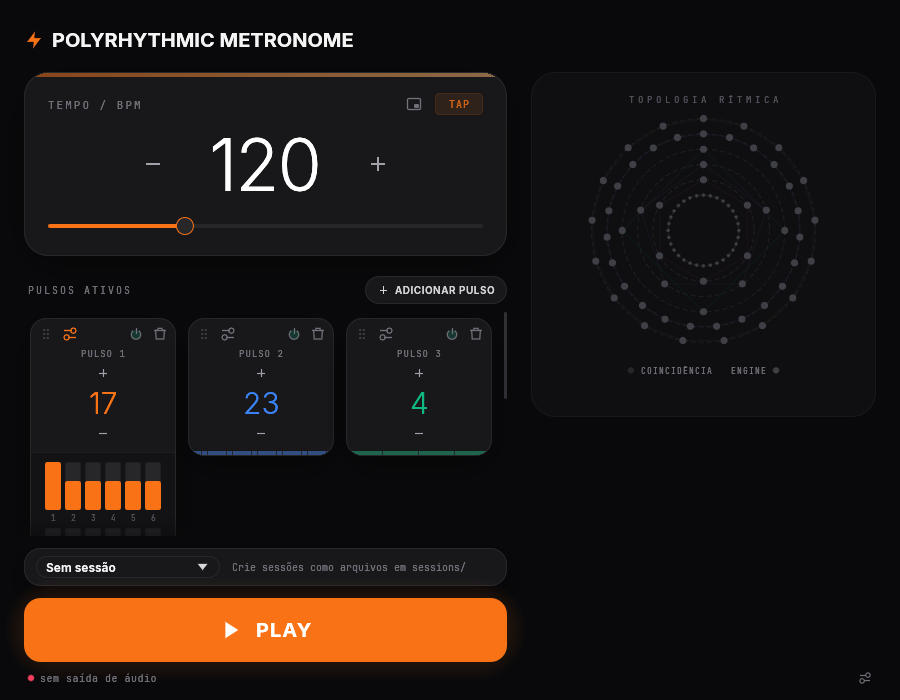 POLYRHYTHMIC METRONOME
TEMPO / BPM
TAP
− 120 +
PULSOS ATIVOS
+ ADICIONAR PULSO
PULSO 1
+
17
−
1 2 3 4 5 6
PULSO 2
+
23
−
PULSO 3
+
4
−
Sem sessão
Crie sessões como arquivos em sessions/
PLAY
sem saída de áudio
TOPOLOGIA RÍTMICA
COINCIDÊNCIA ENGINE